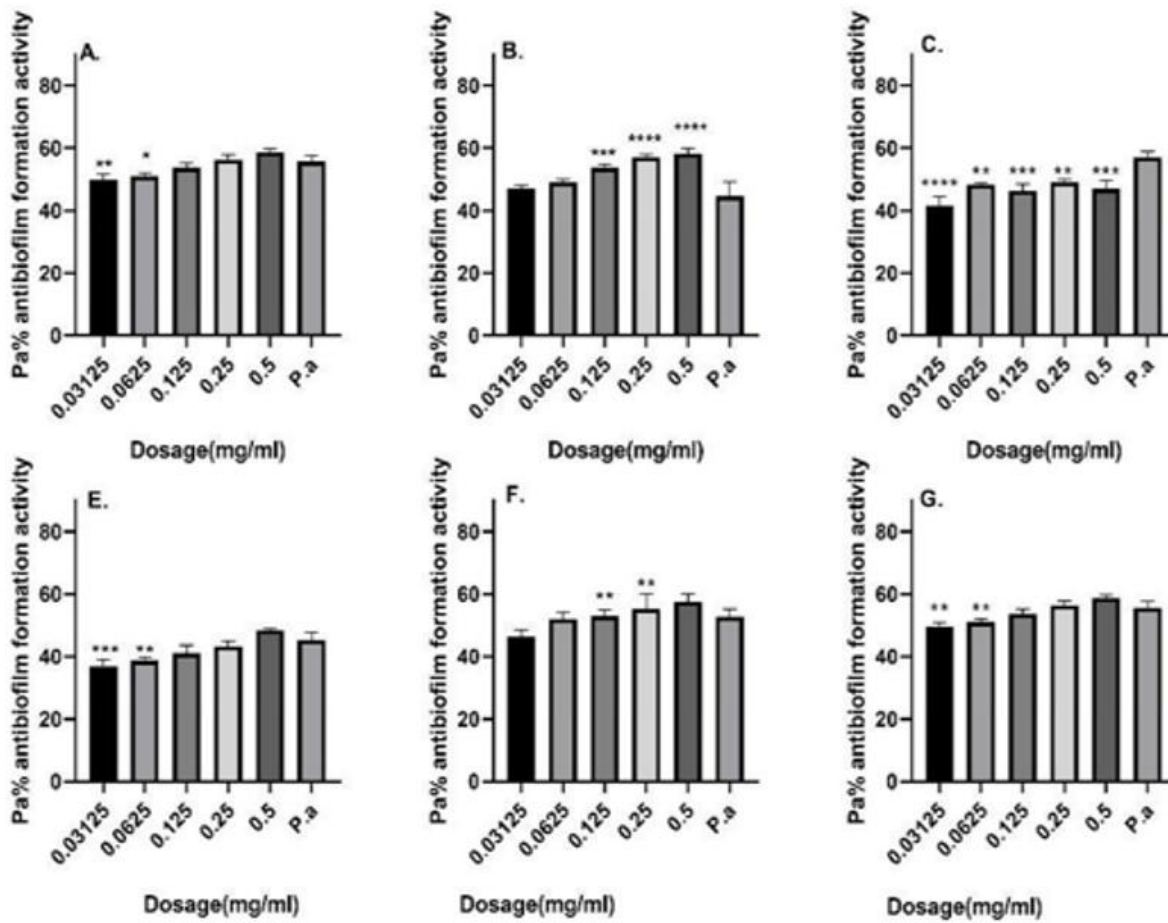 A.
Pa% antibiofilm formation activity
80
60
40
20
0
** *
0.03125 0.0625 0.125 0.25 0.5 P.a
Dosage(mg/ml)
B.
Pa% antibiofilm formation activity
80
60
40
20
0
*** **** ****
0.03125 0.0625 0.125 0.25 0.5 P.a
Dosage(mg/ml)
C.
Pa% antibiofilm formation activity
80
60
40
20
0
**** ** *** ** ***
0.03125 0.0625 0.125 0.25 0.5 P.a
Dosage(mg/ml)
E.
Pa% antibiofilm formation activity
80
60
40
20
0
*** **
0.03125 0.0625 0.125 0.25 0.5 P.a
Dosage(mg/ml)
F.
Pa% antibiofilm formation activity
80
60
40
20
0
** **
0.03125 0.0625 0.125 0.25 0.5 P.a
Dosage(mg/ml)
G.
Pa% antibiofilm formation activity
80
60
40
20
0
** **
0.03125 0.0625 0.125 0.25 0.5 P.a
Dosage(mg/ml)